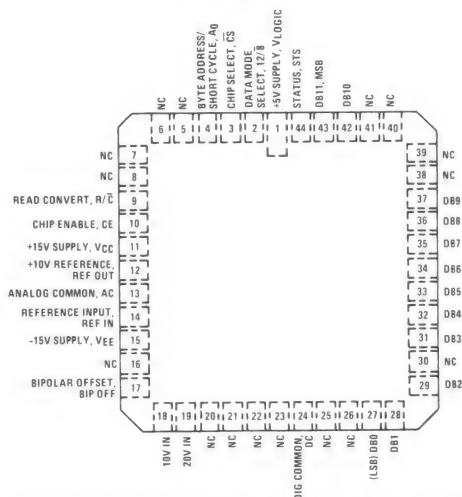 NC
NC
BYTE ADDRESS/
SHORT CYCLE, A0
CHIP SELECT, CS
DATA MODE
SELECT, 12/8
+5V SUPPLY, VLOGIC
STATUS, STS
DB11, MSB
DB10
NC
NC
6 5 4 3 2 1 44 43 42 41 40
NC 7
NC 8
READ CONVERT, R/C 9
CHIP ENABLE, CE 10
+15V SUPPLY, VCC 11
+10V REFERENCE,
REF OUT 12
ANALOG COMMON, AC 13
REFERENCE INPUT,
REF IN 14
-15V SUPPLY, VEE 15
NC 16
BIPOLAR OFFSET,
BIP OFF 17
39 NC
38 NC
37 DB9
36 DB8
35 DB7
34 DB6
33 DB5
32 DB4
31 DB3
30 NC
29 DB2
18 19 20 21 22 23 24 25 26 27 28
10V IN
20V IN
NC
NC
NC
NC
DIG COMMON,
DC
NC
NC
(LSB) DB0
DB1